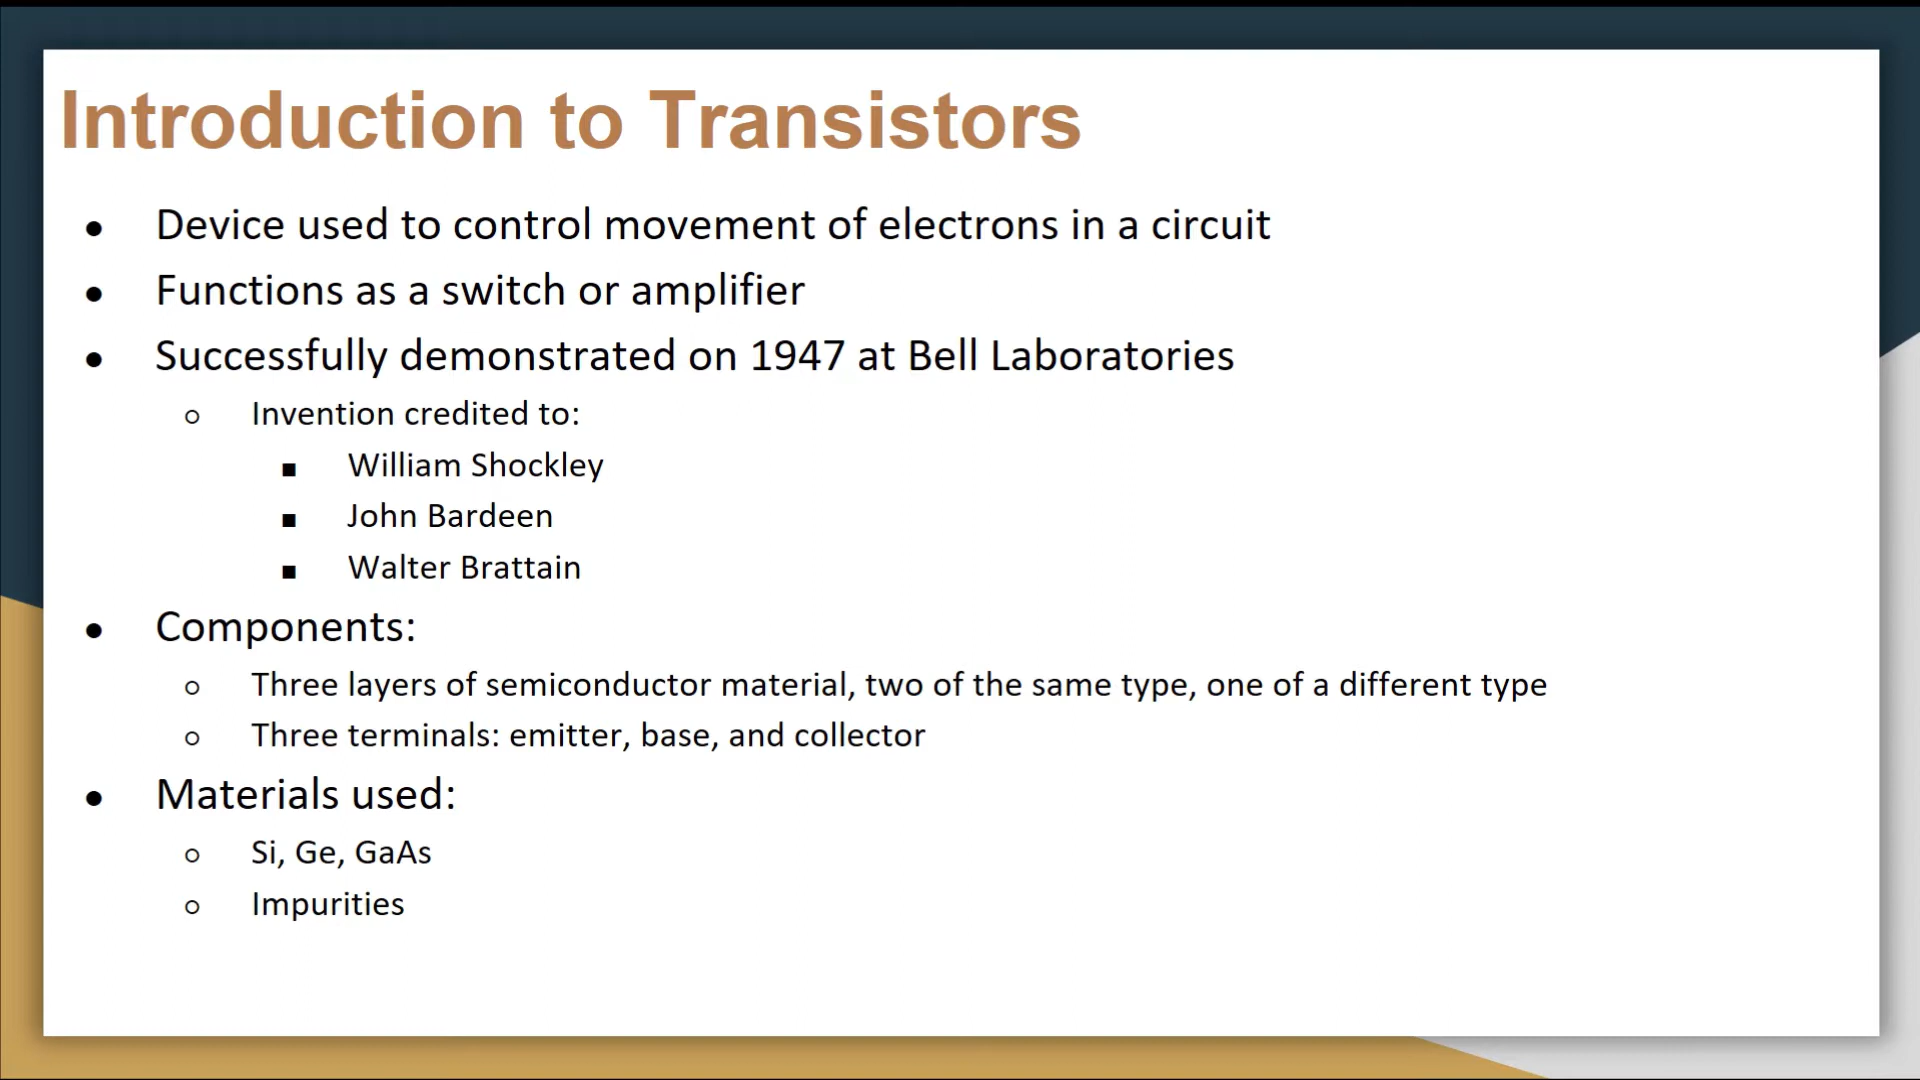 Introduction to Transistors
● Device used to control movement of electrons in a circuit
● Functions as a switch or amplifier
● Successfully demonstrated on 1947 at Bell Laboratories
○ Invention credited to:
■ William Shockley
■ John Bardeen
■ Walter Brattain
● Components:
○ Three layers of semiconductor material, two of the same type, one of a different type
○ Three terminals: emitter, base, and collector
● Materials used:
○ Si, Ge, GaAs
○ Impurities